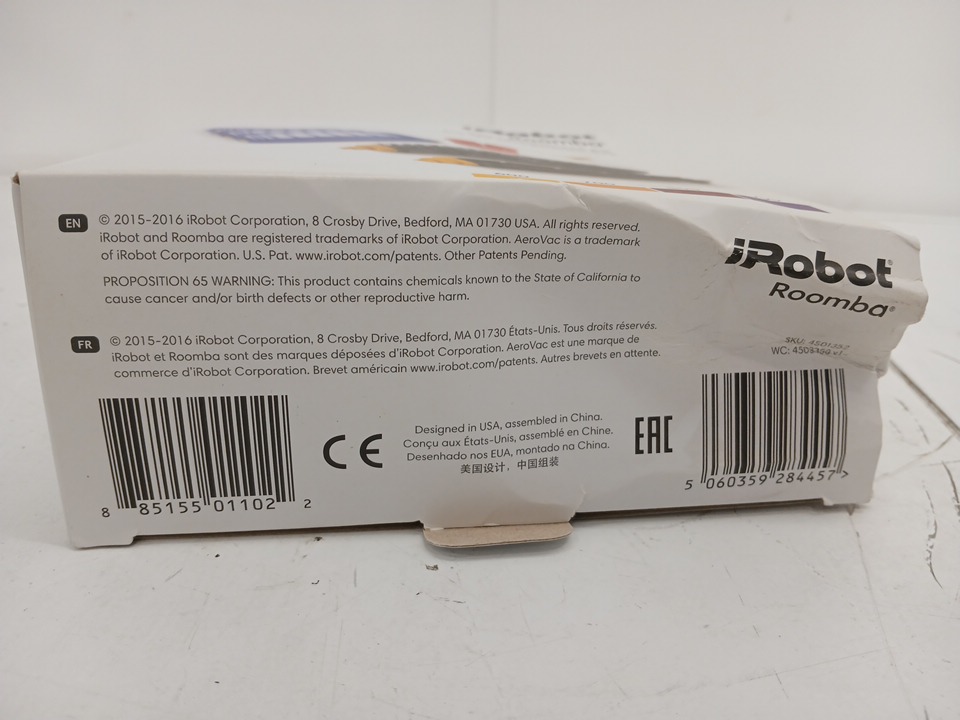 iRobot
Roomba
EN
© 2015-2016 iRobot Corporation, 8 Crosby Drive, Bedford, MA 01730 USA. All rights reserved.
iRobot and Roomba are registered trademarks of iRobot Corporation. AeroVac is a trademark
of iRobot Corporation. U.S. Pat. www.irobot.com/patents. Other Patents Pending.
PROPOSITION 65 WARNING: This product contains chemicals known to the State of California to
cause cancer and/or birth defects or other reproductive harm.
iRobot®
Roomba®
FR
© 2015-2016 iRobot Corporation, 8 Crosby Drive, Bedford, MA 01730 États-Unis. Tous droits réservés.
iRobot et Roomba sont des marques déposées d'iRobot Corporation. AeroVac est une marque de
commerce d'iRobot Corporation. Brevet américain www.irobot.com/patents. Autres brevets en attente.
SKU: 4501352
WC:
8 85155 01102 2
CE
Designed in USA, assembled in China.
Conçu aux États-Unis, assemblé en Chine.
Desenhado nos EUA, montado na China.
美国设计，中国组装
EAC
5 060359 284457 >